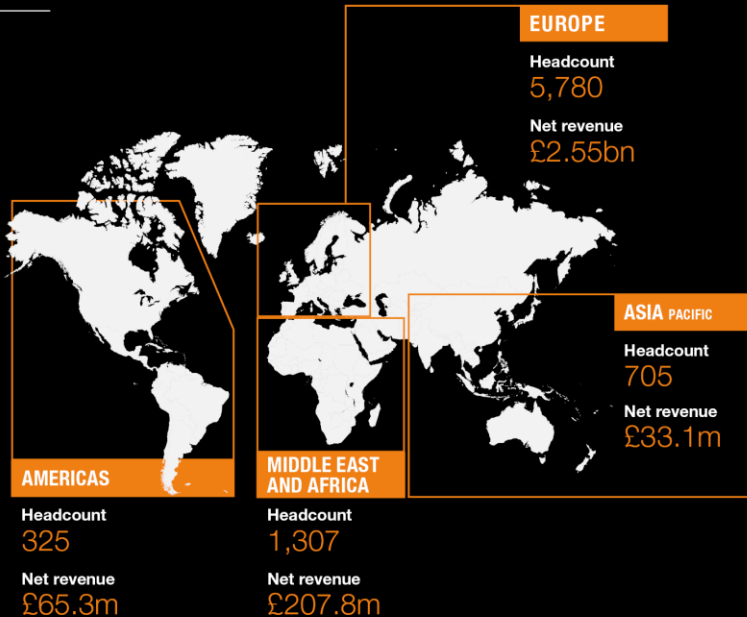 EUROPE
Headcount
5,780
Net revenue
£2.55bn
ASIA PACIFIC
Headcount
705
Net revenue
£33.1m
AMERICAS
Headcount
325
Net revenue
£65.3m
MIDDLE EAST
AND AFRICA
Headcount
1,307
Net revenue
£207.8m